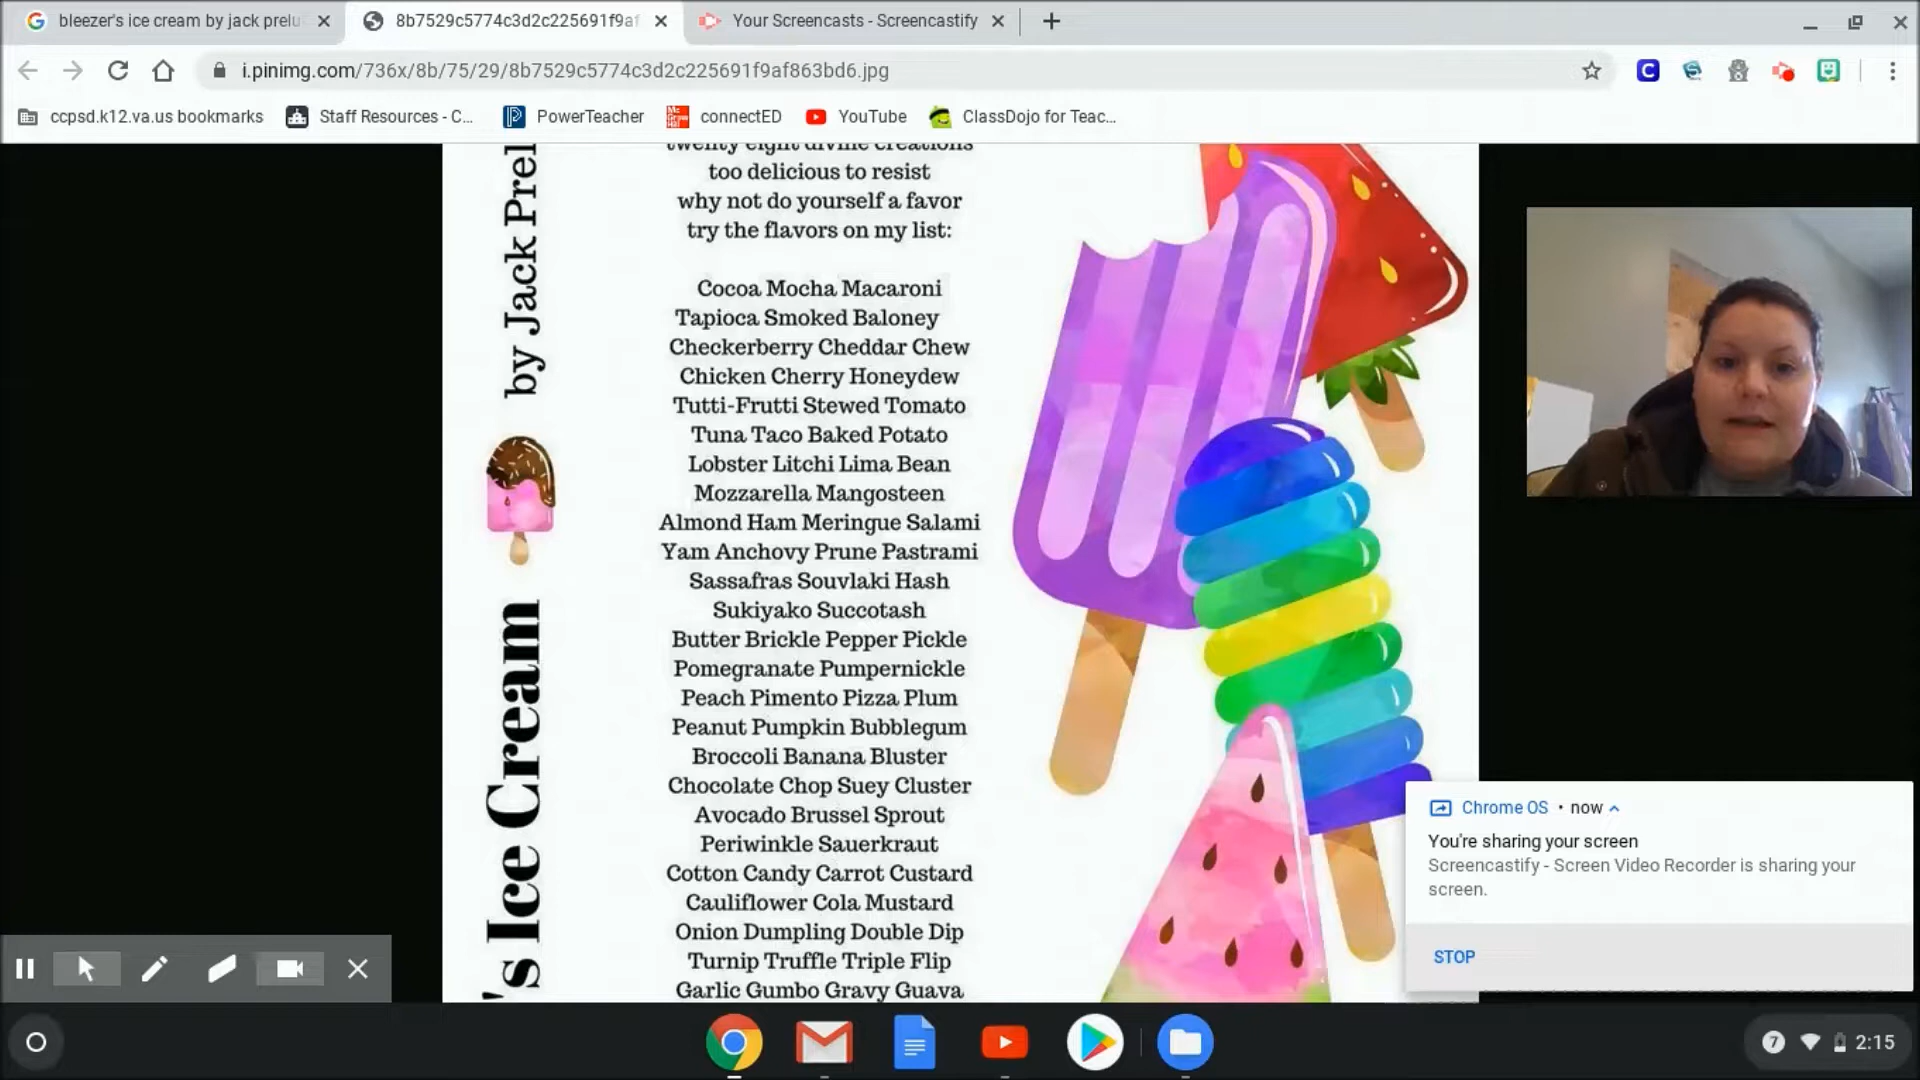 bleezer's ice cream by jack prelu
8b7529c5774c3d2c225691f9af
Your Screencasts - Screencastify
i.pinimg.com/736x/8b/75/29/8b7529c5774c3d2c225691f9af863bd6.jpg
ccpsd.k12.va.us bookmarks
Staff Resources - C...
PowerTeacher
connectED
YouTube
ClassDojo for Teac...
twenty eight divine creations
too delicious to resist
why not do yourself a favor
try the flavors on my list:
Cocoa Mocha Macaroni
Tapioca Smoked Baloney
Checkerberry Cheddar Chew
Chicken Cherry Honeydew
Tutti-Frutti Stewed Tomato
Tuna Taco Baked Potato
Lobster Litchi Lima Bean
Mozzarella Mangosteen
Almond Ham Meringue Salami
Yam Anchovy Prune Pastrami
Sassafras Souvlaki Hash
Sukiyako Succotash
Butter Brickle Pepper Pickle
Pomegranate Pumpernickle
Peach Pimento Pizza Plum
Peanut Pumpkin Bubblegum
Broccoli Banana Bluster
Chocolate Chop Suey Cluster
Avocado Brussel Sprout
Periwinkle Sauerkraut
Cotton Candy Carrot Custard
Cauliflower Cola Mustard
Onion Dumpling Double Dip
Turnip Truffle Triple Flip
Garlic Gumbo Gravy Guava
's Ice Cream
by Jack Prel
Chrome OS • now
You're sharing your screen
Screencastify - Screen Video Recorder is sharing your
screen.
STOP
7
2:15